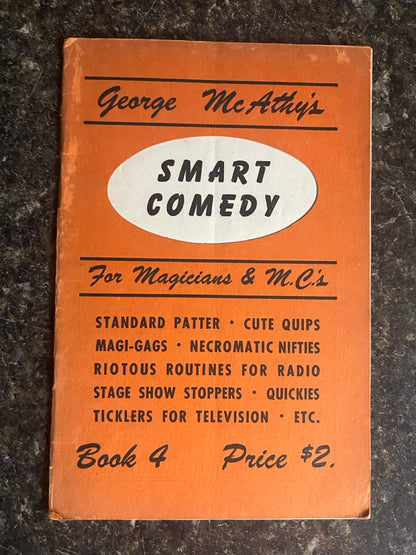 George McAthy's
SMART
COMEDY
For Magicians & M.C.'s
STANDARD PATTER • CUTE QUIPS
MAGI-GAGS • NECROMATIC NIFTIES
RIOTOUS ROUTINES FOR RADIO
STAGE SHOW STOPPERS • QUICKIES
TICKLERS FOR TELEVISION • ETC.
Book 4 Price $2.